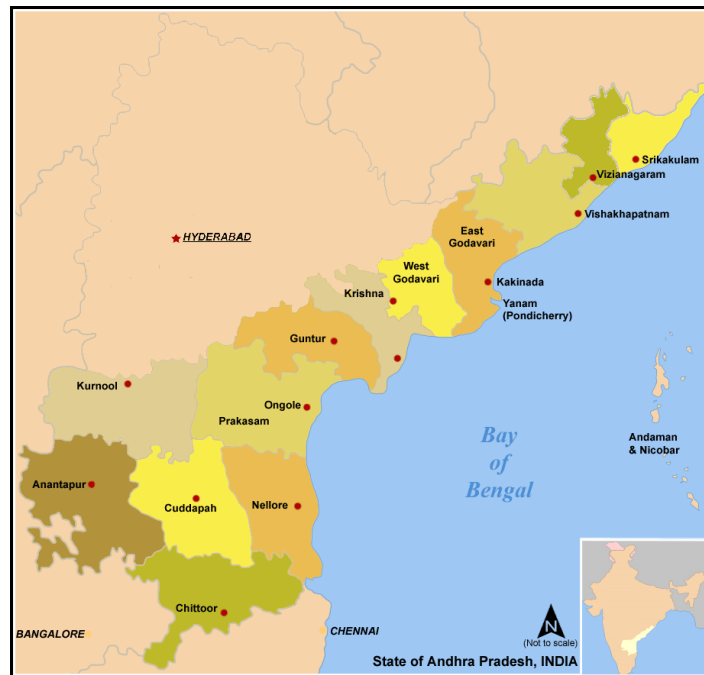 Srikakulam
Vizianagaram
Vishakhapatnam
East
Godavari
HYDERABAD
West
Godavari
Kakinada
Krishna
Yanam
(Pondicherry)
Guntur
Kurnool
Ongole
Prakasam
Bay
of
Bengal
Andaman
& Nicobar
Anantapur
Cuddapah
Nellore
Chittoor
BANGALORE
CHENNAI
N
(Not to scale)
State of Andhra Pradesh, INDIA